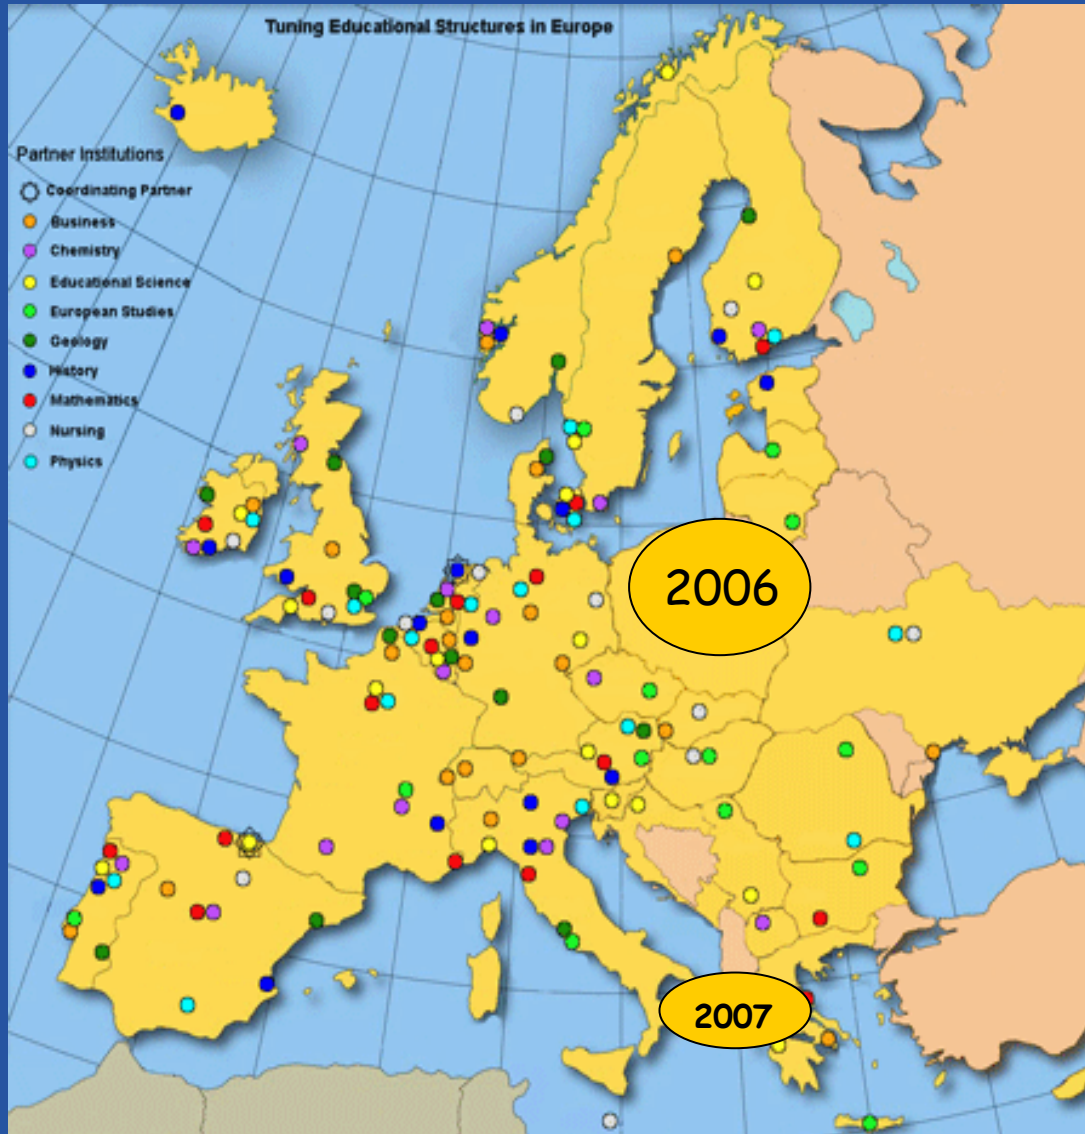 Tuning Educational Structures in Europe
Partner Institutions
Coordinating Partner
Business
Chemistry
Educational Science
European Studies
Geology
History
Mathematics
Nursing
Physics
2006
2007